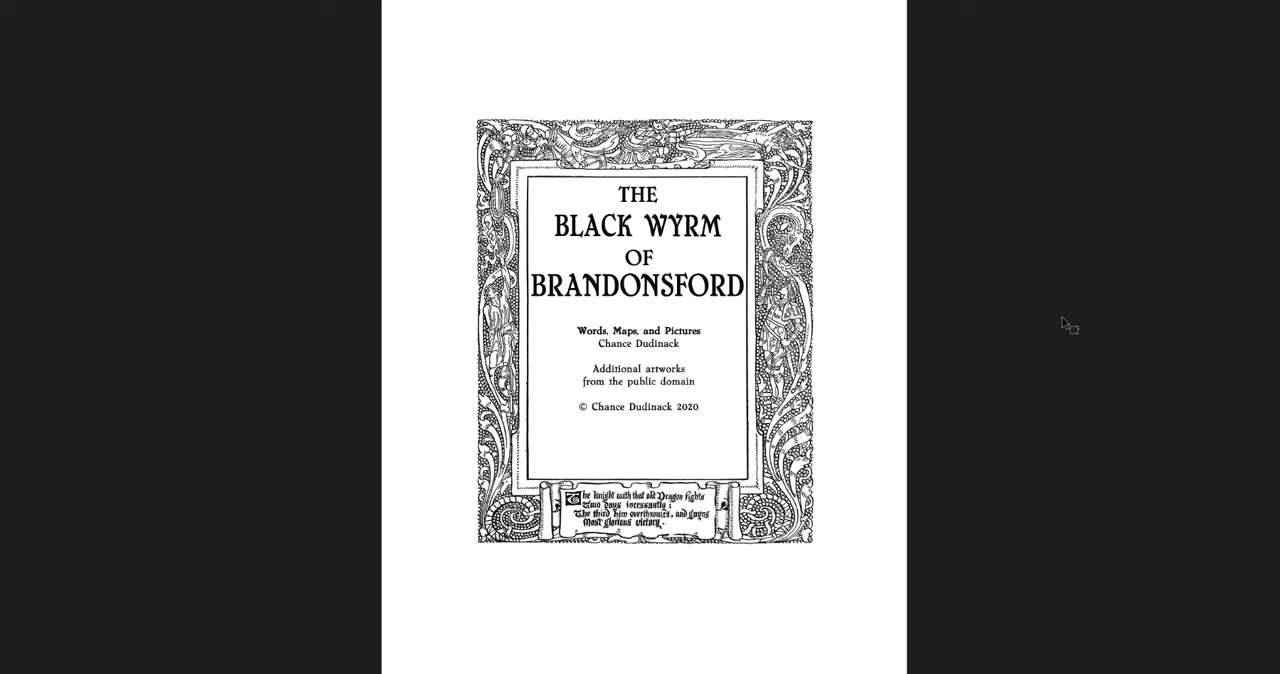 THE
BLACK WYRM
OF
BRANDONSFORD
Words, Maps, and Pictures
Chance Dudinack
Additional artworks
from the public domain
© Chance Dudinack 2020
The knight with that old Dragon fights
Two days incessantly:
The third him overthrowes, and gayns
Most glorious victory.